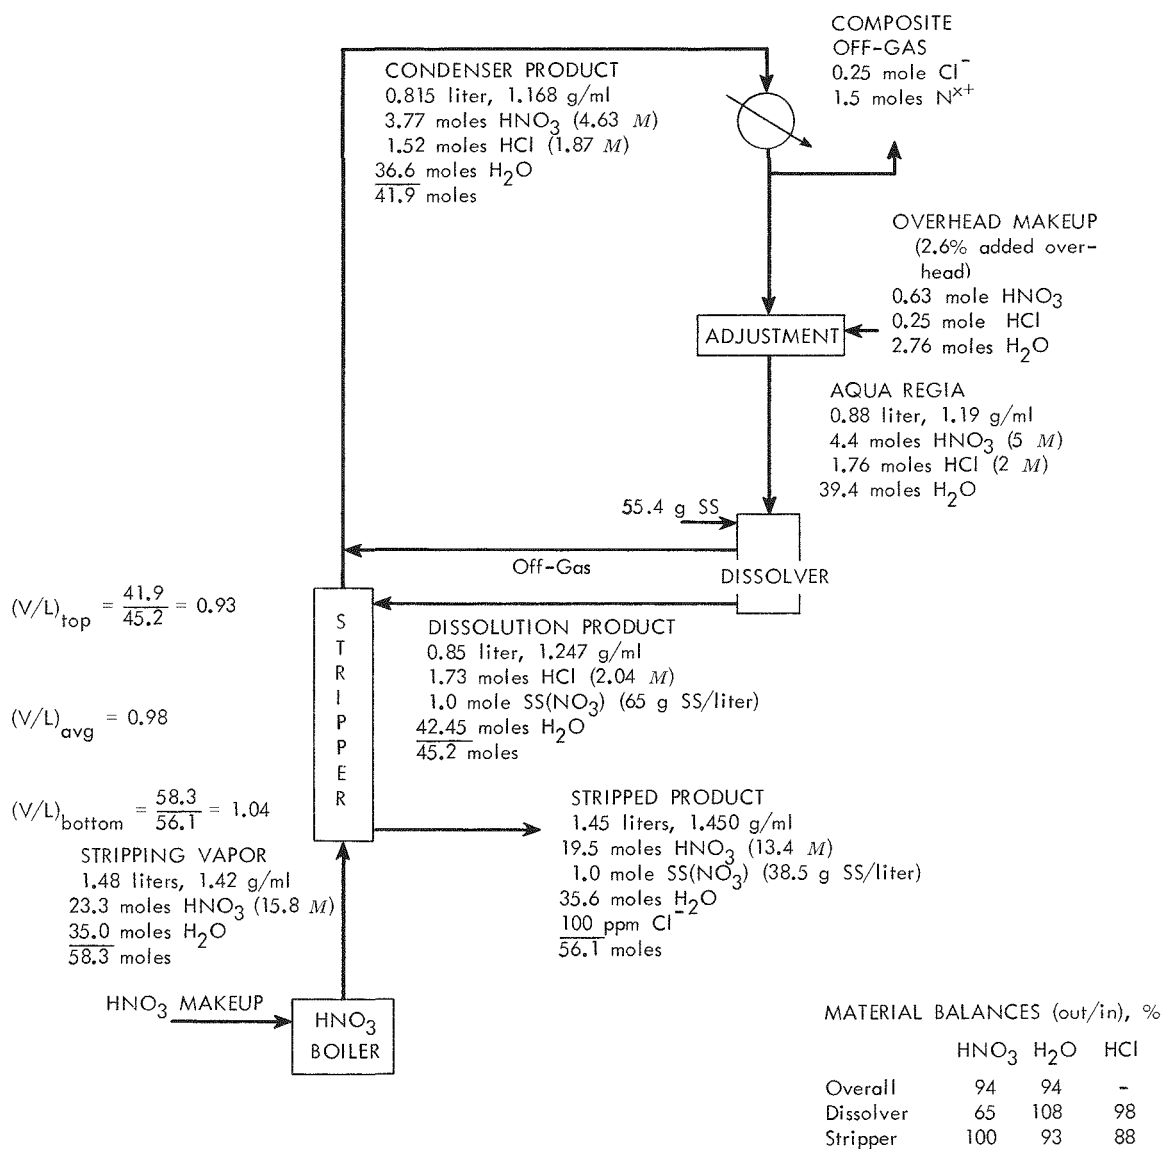 COMPOSITE
OFF-GAS
0.25 mole Cl⁻
1.5 moles Nˣ⁺
CONDENSER PRODUCT
0.815 liter, 1.168 g/ml
3.77 moles HNO₃ (4.63 M)
1.52 moles HCl (1.87 M)
36.6 moles H₂O
41.9 moles
OVERHEAD MAKEUP
(2.6% added over-
head)
0.63 mole HNO₃
0.25 mole HCl
2.76 moles H₂O
ADJUSTMENT
AQUA REGIA
0.88 liter, 1.19 g/ml
4.4 moles HNO₃ (5 M)
1.76 moles HCl (2 M)
39.4 moles H₂O
55.4 g SS
Off-Gas
DISSOLVER
(V/L)top = 41.9/45.2 = 0.93
STRIPPER
DISSOLUTION PRODUCT
0.85 liter, 1.247 g/ml
1.73 moles HCl (2.04 M)
1.0 mole SS(NO₃) (65 g SS/liter)
42.45 moles H₂O
45.2 moles
(V/L)avg = 0.98
(V/L)bottom = 58.3/56.1 = 1.04
STRIPPED PRODUCT
1.45 liters, 1.450 g/ml
19.5 moles HNO₃ (13.4 M)
1.0 mole SS(NO₃) (38.5 g SS/liter)
35.6 moles H₂O
100 ppm Cl⁻
56.1 moles
STRIPPING VAPOR
1.48 liters, 1.42 g/ml
23.3 moles HNO₃ (15.8 M)
35.0 moles H₂O
58.3 moles
HNO₃ MAKEUP
HNO₃
BOILER
MATERIAL BALANCES (out/in), %
HNO₃ H₂O HCl
Overall 94 94 -
Dissolver 65 108 98
Stripper 100 93 88